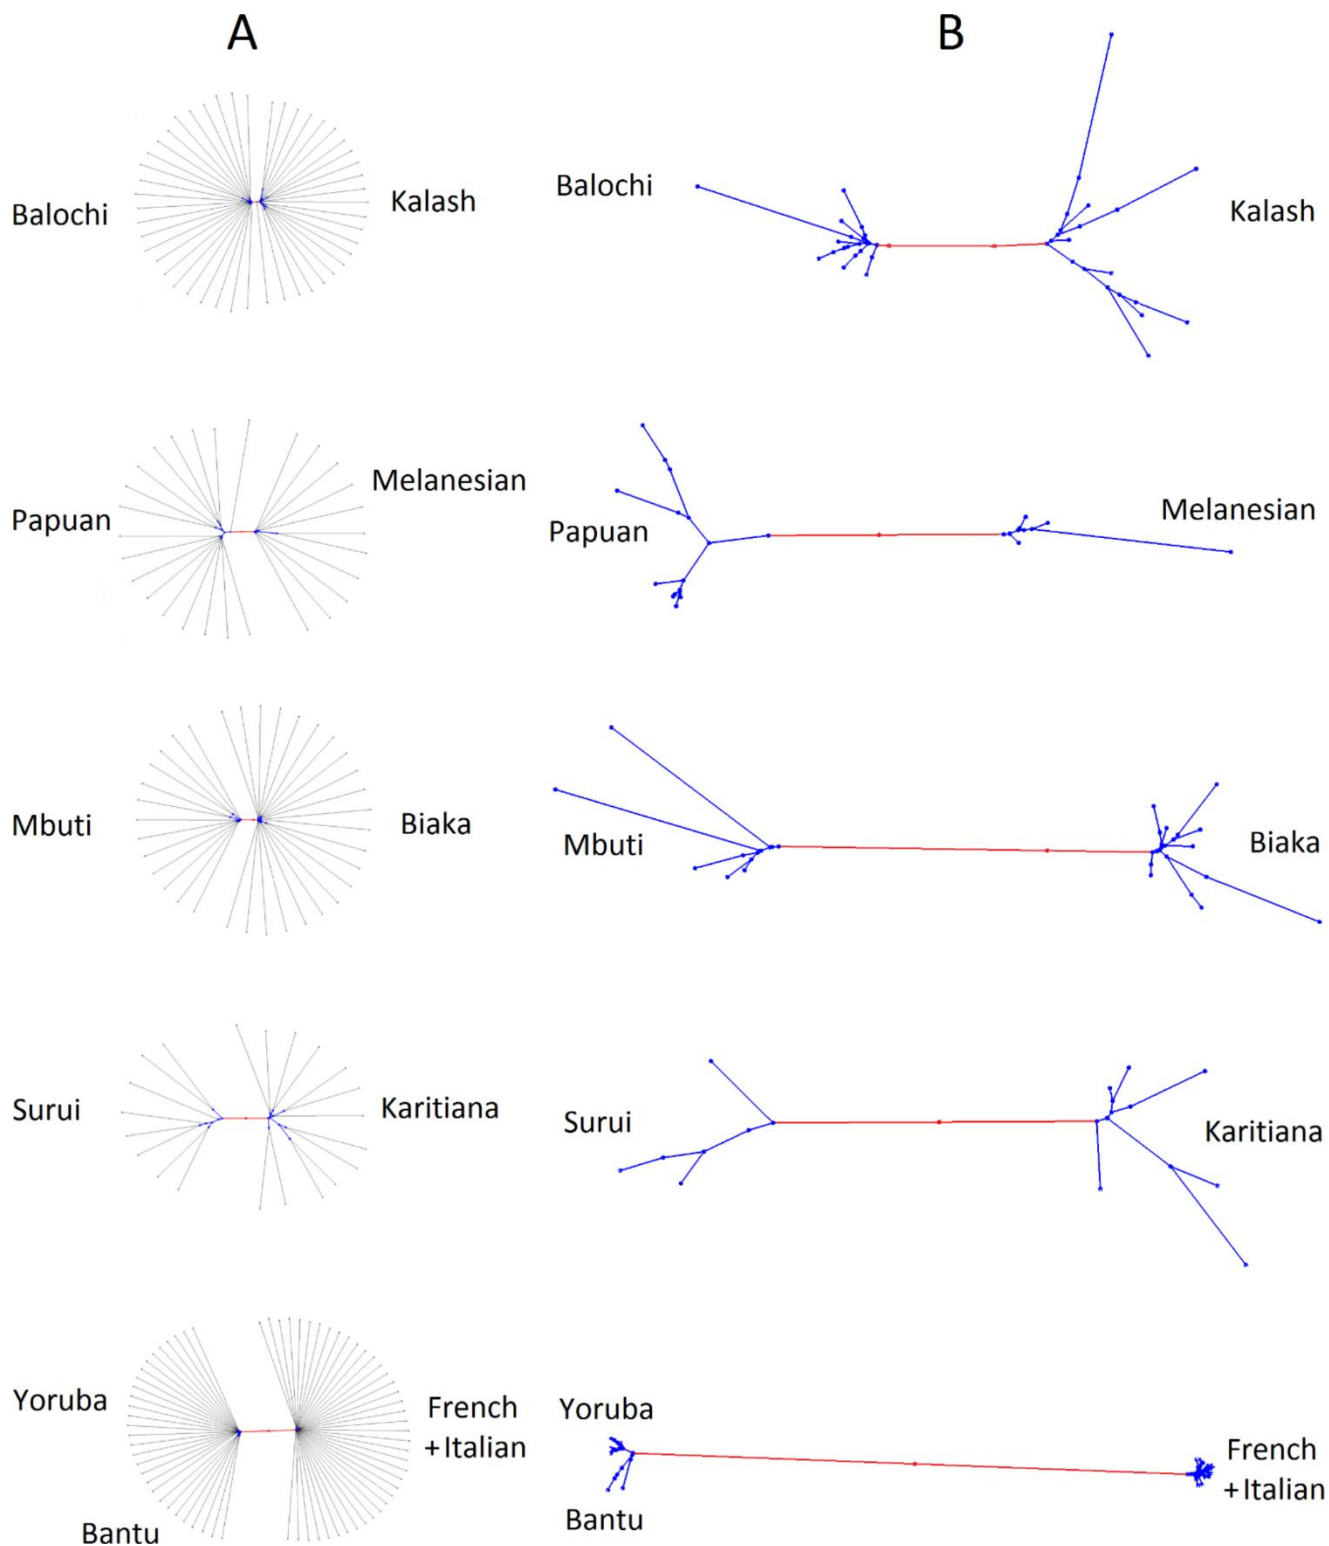 A
B
Balochi
Kalash
Balochi
Kalash
Papuan
Melanesian
Papuan
Melanesian
Mbuti
Biaka
Mbuti
Biaka
Surui
Karitiana
Surui
Karitiana
Yoruba
French
+ Italian
Bantu
Yoruba
French
+ Italian
Bantu